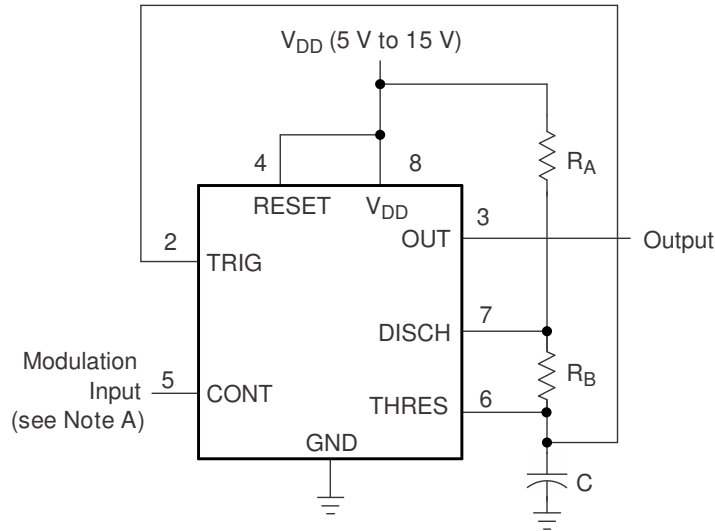 V_DD (5 V to 15 V)
4
8
R_A
RESET
V_DD
3
2
OUT
Output
TRIG
7
DISCH
Modulation
Input
(see Note A)
5
CONT
R_B
6
THRES
GND
C